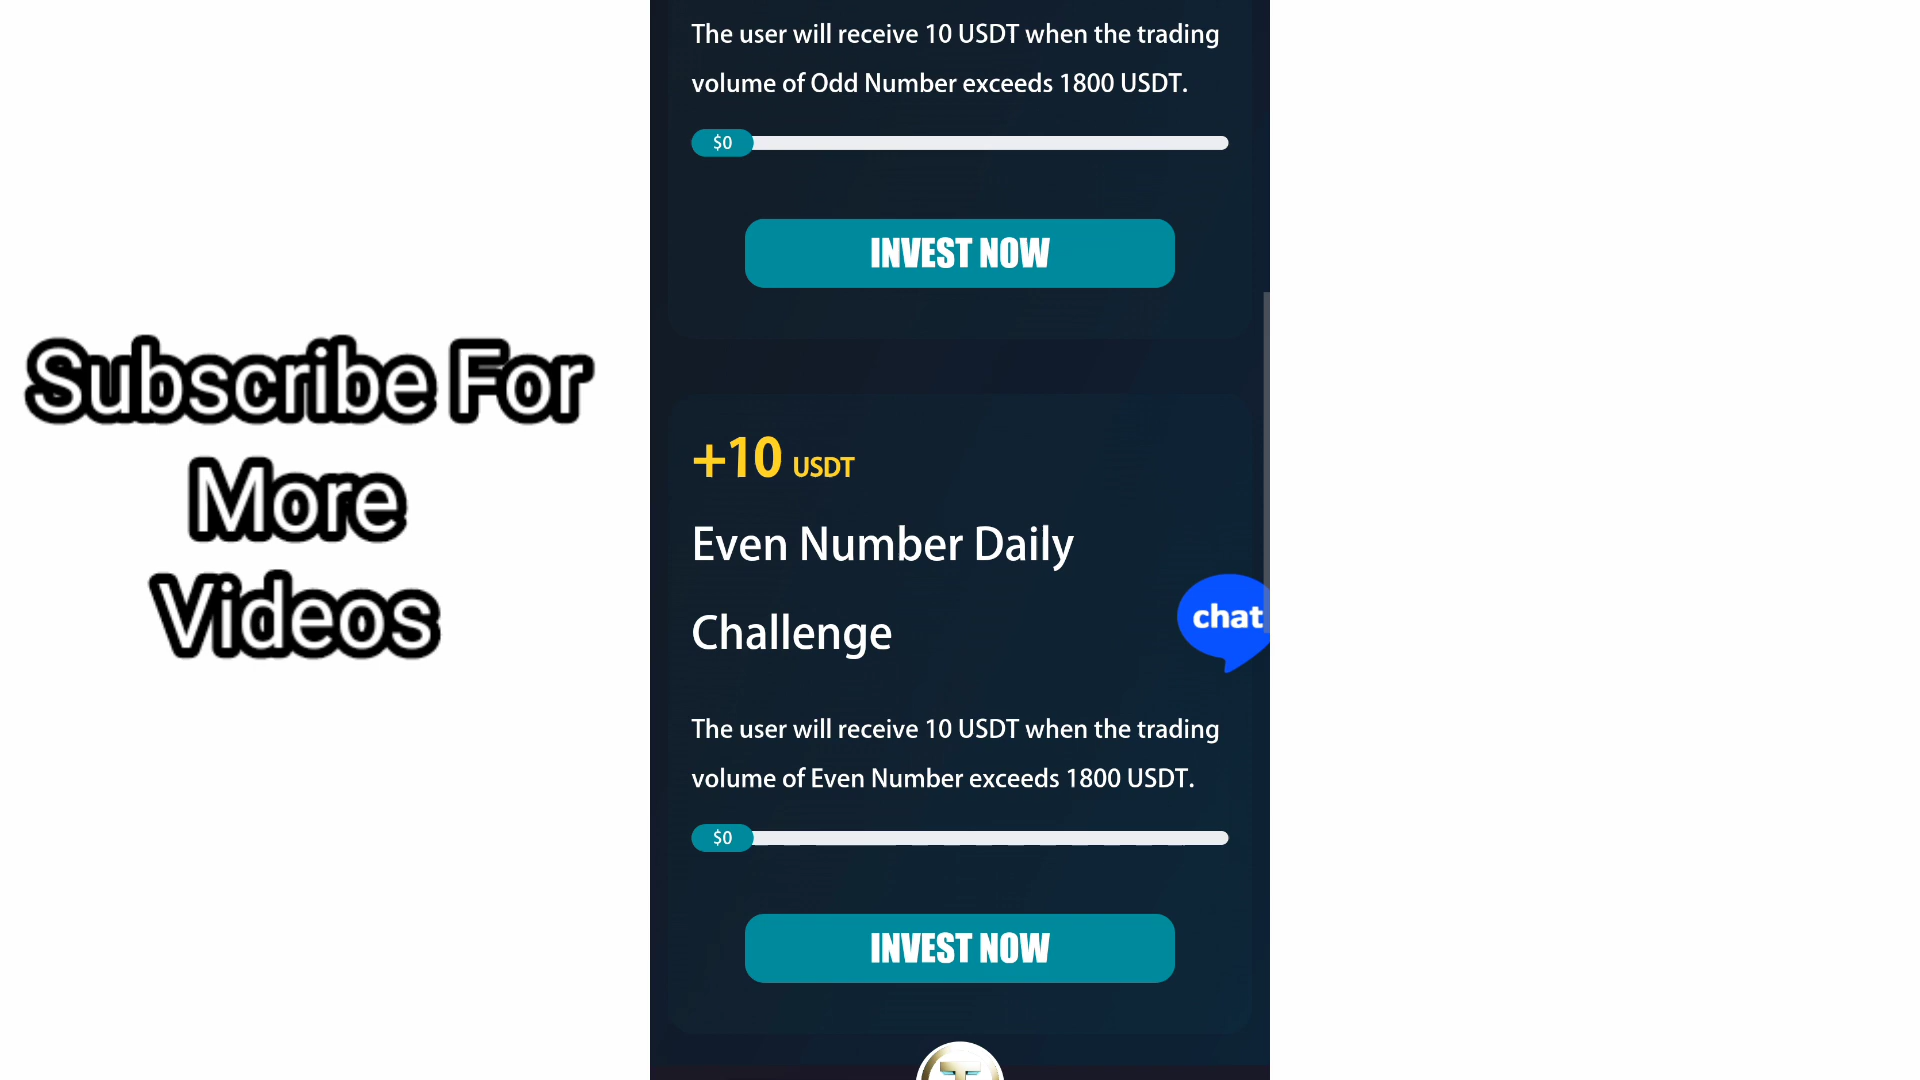 The user will receive 10 USDT when the trading
volume of Odd Number exceeds 1800 USDT.
$0
INVEST NOW
Subscribe For
More
Videos
+10 USDT
Even Number Daily
Challenge
chat
The user will receive 10 USDT when the trading
volume of Even Number exceeds 1800 USDT.
$0
INVEST NOW